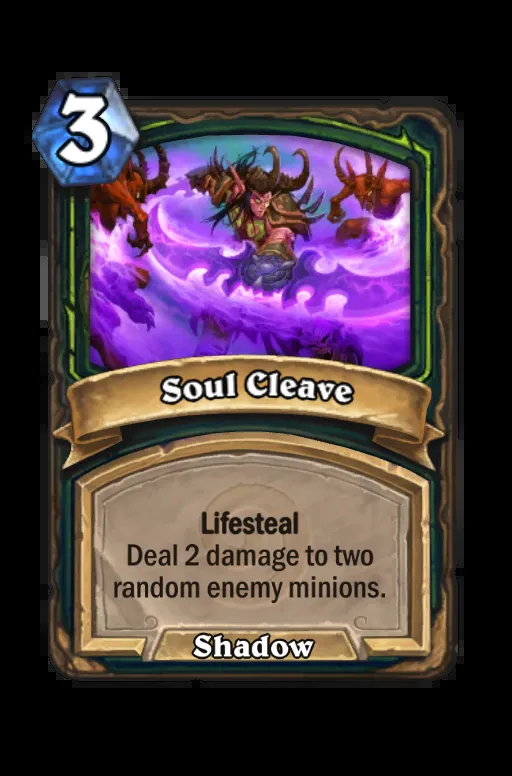 3
Soul Cleave
Lifesteal
Deal 2 damage to two
random enemy minions.
Shadow